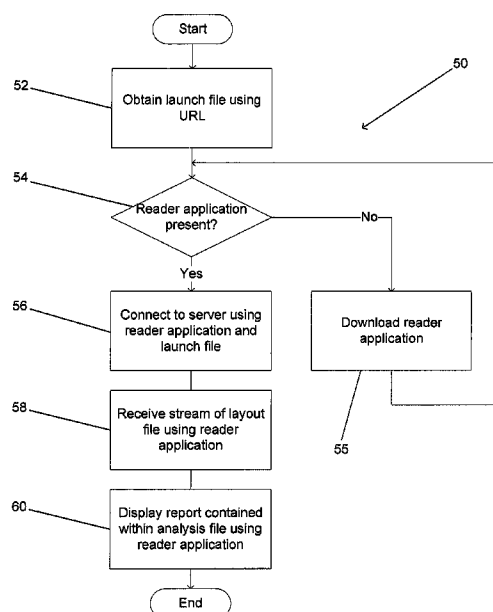 Start
52
Obtain launch file using
URL
50
54
Reader application
present?
No
Yes
56
Connect to server using
reader application and
launch file
Download reader
application
58
Receive stream of layout
file using reader
application
55
60
Display report contained
within analysis file using
reader application
End